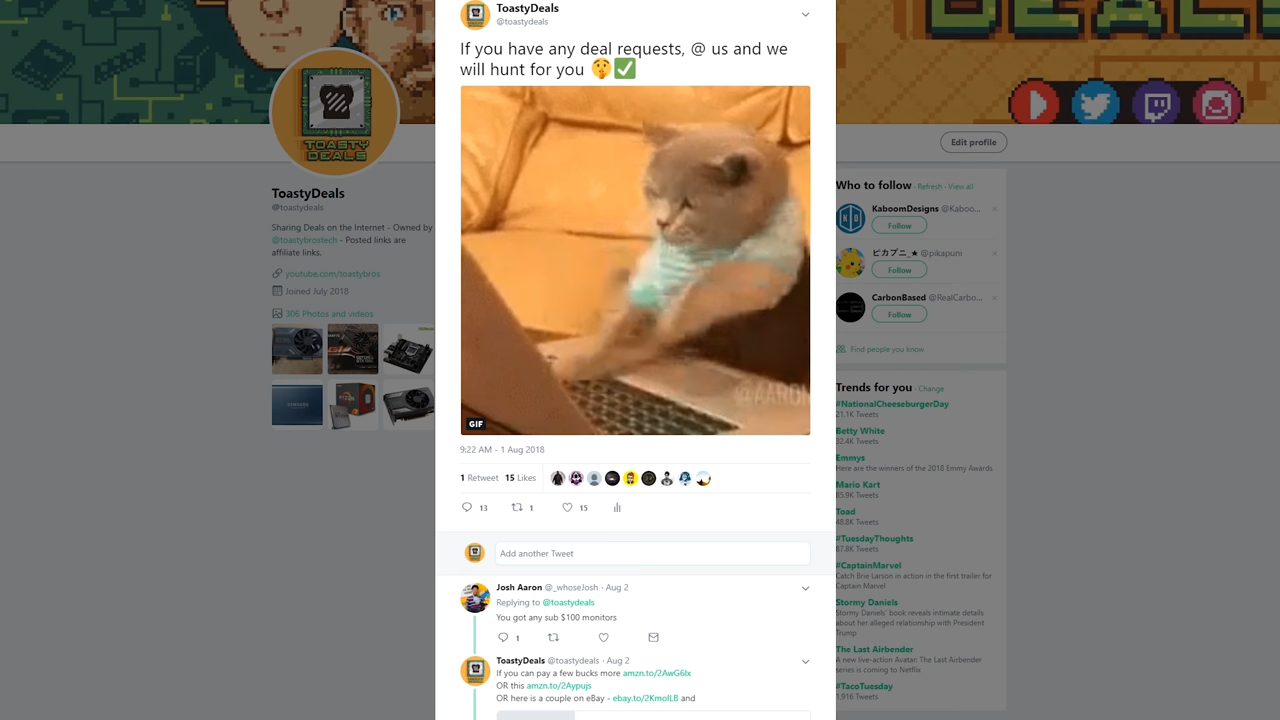 ToastyDeals
@toastydeals
If you have any deal requests, @ us and we
will hunt for you 🤫✅
@AARON
GIF
9:22 AM - 1 Aug 2018
1 Retweet 15 Likes
13 1 15
Add another Tweet
Josh Aaron @_whoseJosh · Aug 2
Replying to @toastydeals
You got any sub $100 monitors
1
ToastyDeals @toastydeals · Aug 2
If you can pay a few bucks more amzn.to/2AwG6lx
OR this amzn.to/2Aypujs
OR here is a couple on eBay - ebay.to/2KmolLB and
TOASTY
DEALS
ToastyDeals
@toastydeals
Sharing Deals on the Internet - Owned by
@toastybrostech - Posted links are
affiliate links.
youtube.com/toastybros
Joined July 2018
306 Photos and videos
Edit profile
Who to follow · Refresh · View all
KaboomDesigns @Kaboo...
Follow
ピカプニ_★ @pikapuni
Follow
CarbonBased @RealCarbo...
Follow
Find people you know
Trends for you · Change
#NationalCheeseburgerDay
21.1K Tweets
Betty White
32.4K Tweets
Emmys
Here are the winners of the 2018 Emmy Awards
Mario Kart
85.9K Tweets
Toad
48.8K Tweets
#TuesdayThoughts
87.8K Tweets
#CaptainMarvel
Catch Brie Larson in action in the first trailer for
Captain Marvel
Stormy Daniels
Stormy Daniels' book reveals intimate details
about her alleged relationship with President
Trump
The Last Airbender
A new live-action Avatar: The Last Airbender
series is coming to Netflix
#TacoTuesday
1,916 Tweets